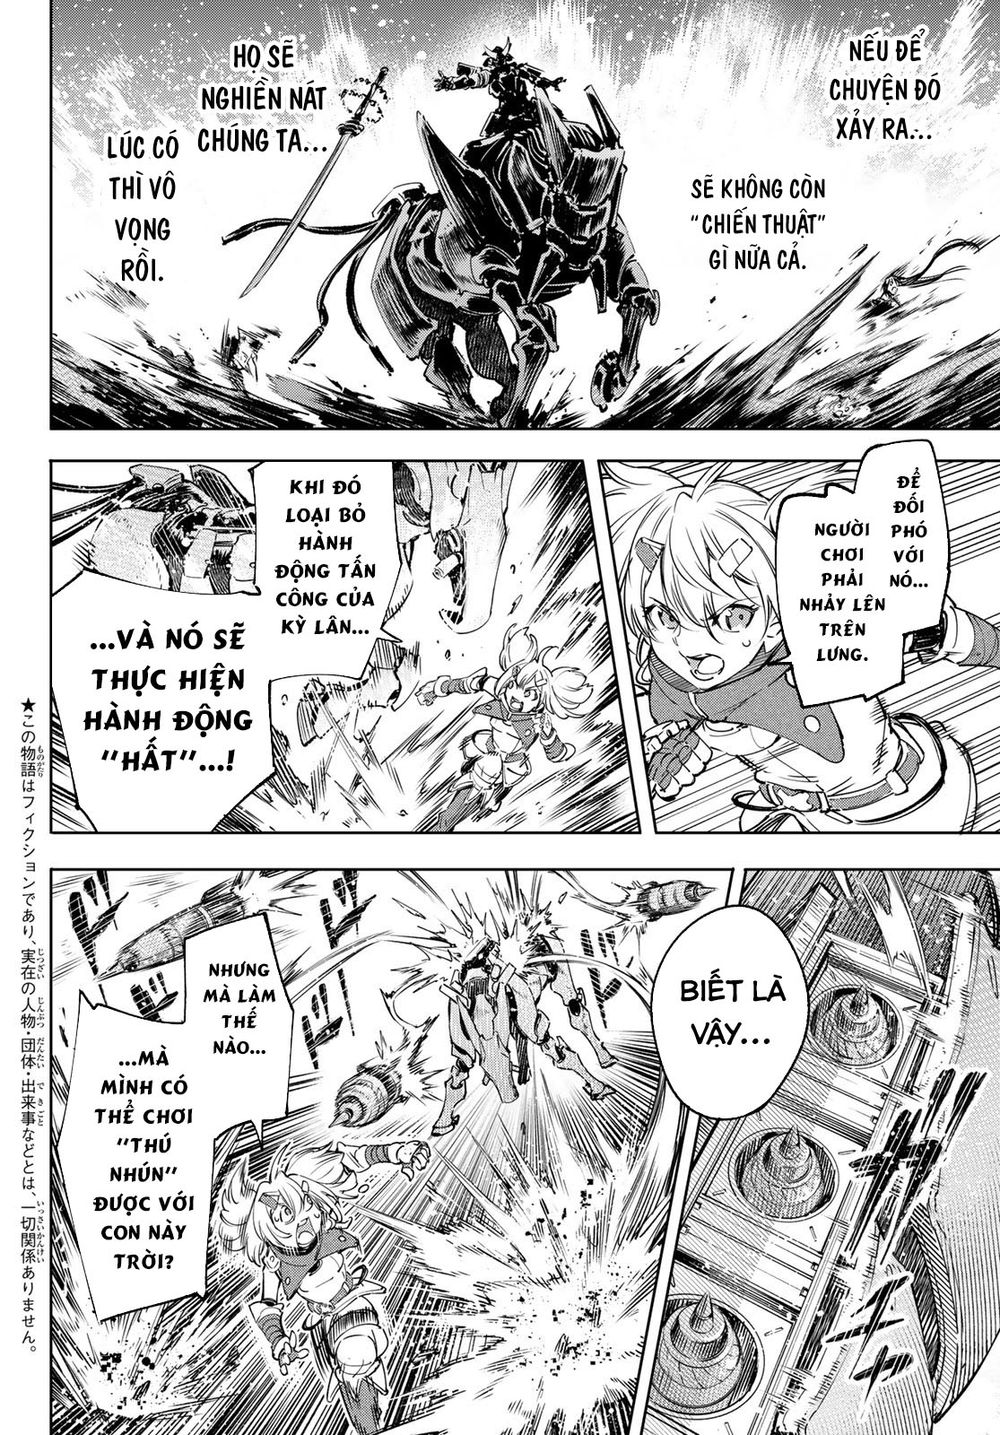 NẾU ĐỂ
CHUYỆN ĐÓ
XẢY RA...
SẼ KHÔNG CÒN
“CHIẾN THUẬT”
GÌ NỮA CẢ.
HỌ SẼ
NGHIỀN NÁT
CHÚNG TA...
LÚC CÓ
THÌ VÔ
VỌNG
RỒI.
ĐỂ
ĐỐI
PHÓ
VỚI
NÓ...
NGƯỜI
CHƠI
PHẢI
NHẢY LÊN
TRÊN
LƯNG.
KHI ĐÓ
LOẠI BỎ
HÀNH
ĐỘNG TẤN
CÔNG CỦA
KỲ LÂN...
...VÀ NÓ SẼ
THỰC HIỆN
HÀNH ĐỘNG
"HẤT"...!
BIẾT LÀ
VẬY...
ドドド
ドドド
NHƯNG
MÀ LÀM
THẾ
NÀO...
...MÀ
MÌNH CÓ
THỂ CHƠI
"THÚ
NHÚN"
ĐƯỢC VỚI
CON NÀY
TRỜI?
★この物語はフィクションであり、実在の人物・団体・出来事などとは、一切関係ありません。